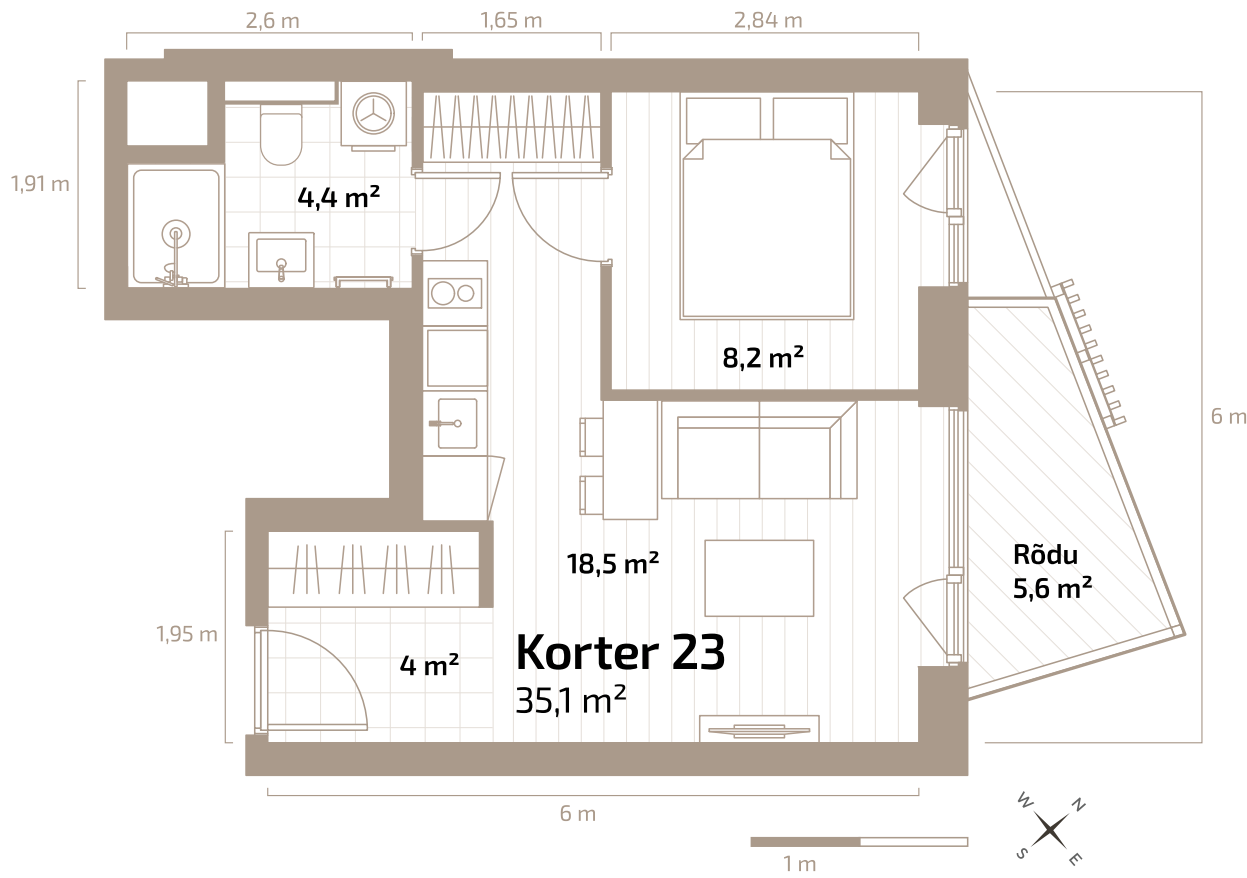 2,6 m
1,65 m
2,84 m
1,91 m
4,4 m²
8,2 m²
6 m
18,5 m²
Rõdu
5,6 m²
1,95 m
4 m²
Korter 23
35,1 m²
6 m
1 m
W
N
S
E